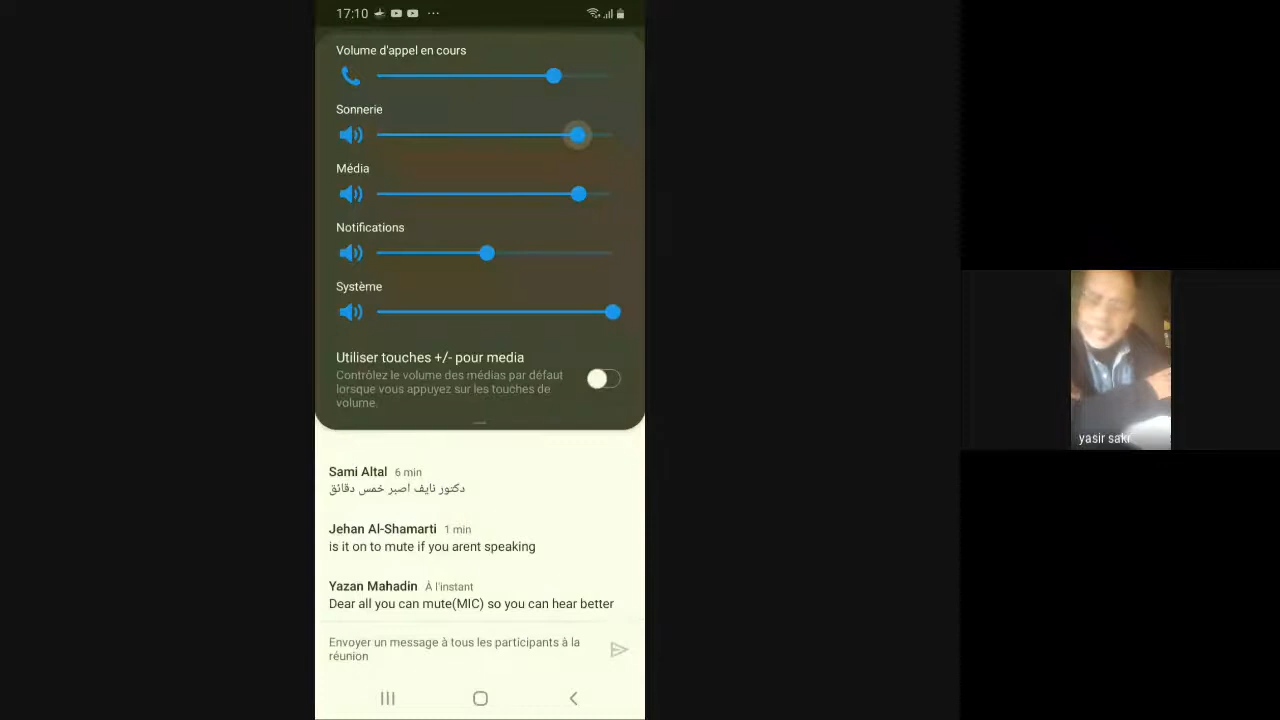 17:10
Volume d'appel en cours
Sonnerie
Média
Notifications
Système
Utiliser touches +/- pour media
Contrôlez le volume des médias par défaut
lorsque vous appuyez sur les touches de
volume.
Sami Altal 6 min
دكتور نايف اصبر خمس دقائق
Jehan Al-Shamarti 1 min
is it on to mute if you arent speaking
Yazan Mahadin À l'instant
Dear all you can mute(MIC) so you can hear better
Envoyer un message à tous les participants à la
réunion
yasir sakr